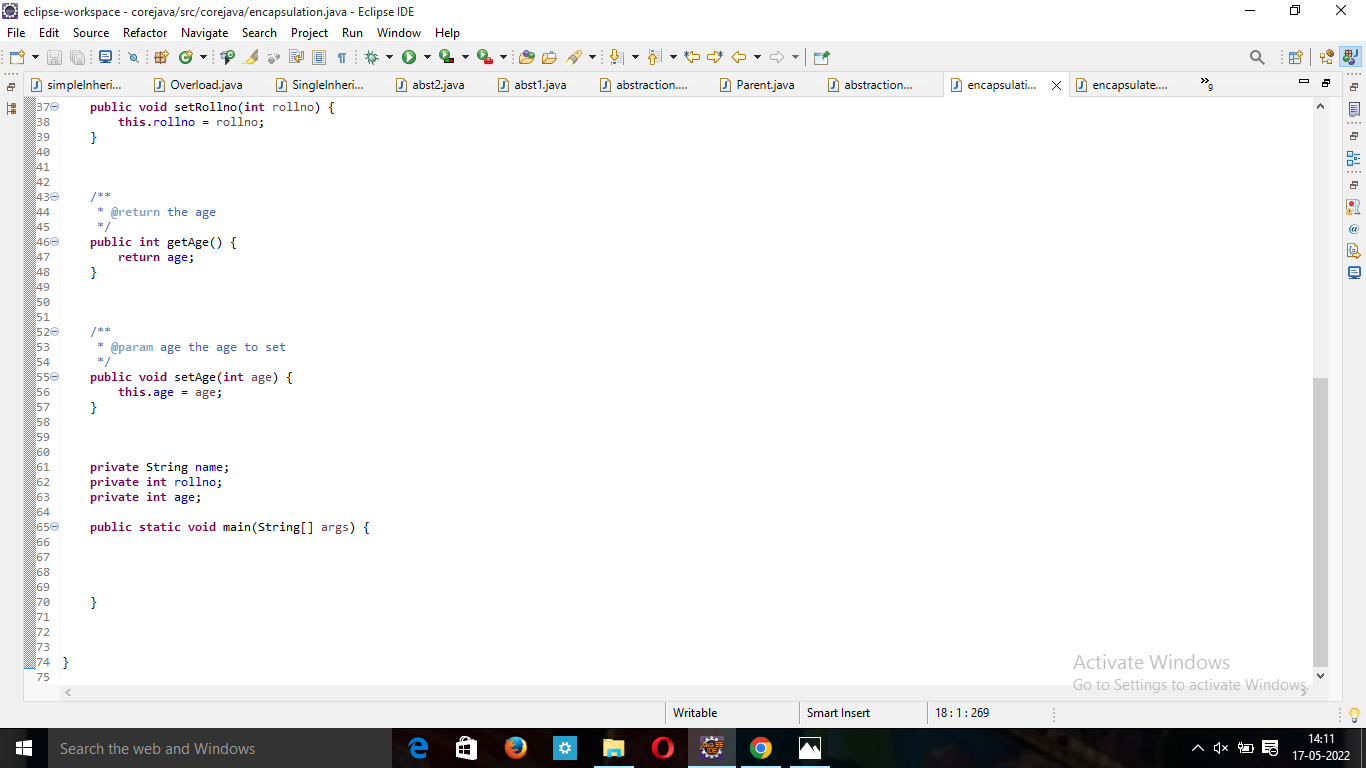 eclipse-workspace - corejava/src/corejava/encapsulation.java - Eclipse IDE
File Edit Source Refactor Navigate Search Project Run Window Help
simpleInheri... Overload.java SingleInheri... abst2.java abst1.java abstraction.... Parent.java abstraction... encapsulati... encapsulate.... »9
37 public void setRollno(int rollno) {
38 this.rollno = rollno;
39 }
40
41
42
43 /**
44 * @return the age
45 */
46 public int getAge() {
47 return age;
48 }
49
50
51
52 /**
53 * @param age the age to set
54 */
55 public void setAge(int age) {
56 this.age = age;
57 }
58
59
60
61 private String name;
62 private int rollno;
63 private int age;
64
65 public static void main(String[] args) {
66
67
68
69
70 }
71
72
73
74 }
75
Activate Windows
Go to Settings to activate Windows.
Writable Smart Insert 18 : 1 : 269
Search the web and Windows
14:11
17-05-2022